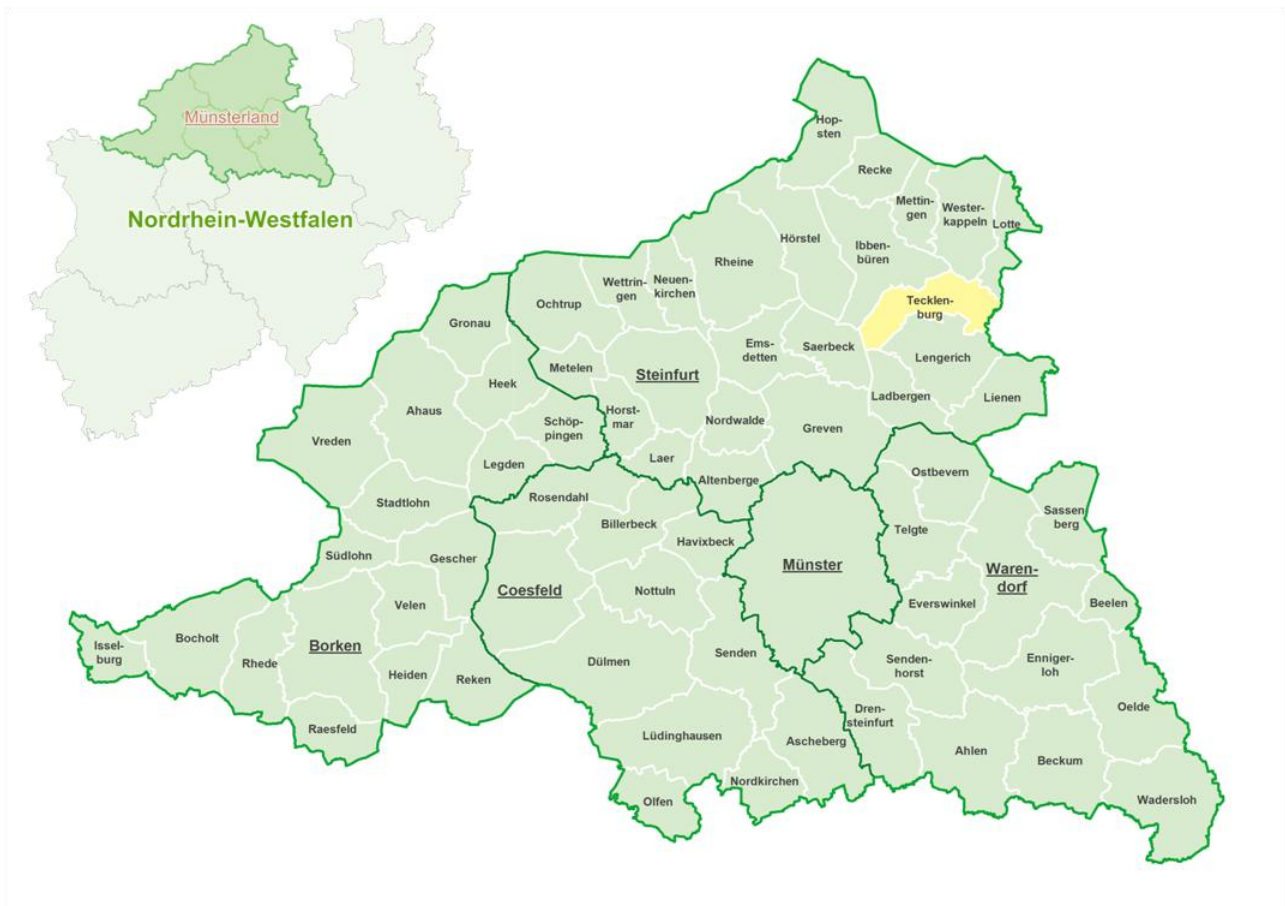 Münsterland
Nordrhein-Westfalen
Hop-
sten
Recke
Mettin-
gen
Wester-
kappeln
Lotte
Hörstel
Ibben-
büren
Rheine
Neuen-
kirchen
Wettrin-
gen
Ochtrup
Tecklen-
burg
Gronau
Ems-
detten
Saerbeck
Lengerich
Metelen
Steinfurt
Heek
Ladbergen
Lienen
Ahaus
Horst-
mar
Nordwalde
Greven
Schöp-
pingen
Vreden
Laer
Legden
Altenberge
Ostbevern
Stadtlohn
Rosendahl
Billerbeck
Sassen
berg
Telgte
Havixbeck
Südlohn
Gescher
Münster
Waren-
dorf
Coesfeld
Nottuln
Velen
Everswinkel
Beelen
Issel-
burg
Bocholt
Borken
Rhede
Senden
Dülmen
Senden-
horst
Enniger-
loh
Heiden
Reken
Oelde
Raesfeld
Dren-
steinfurt
Lüdinghausen
Ascheberg
Ahlen
Beckum
Nordkirchen
Olfen
Wadersloh